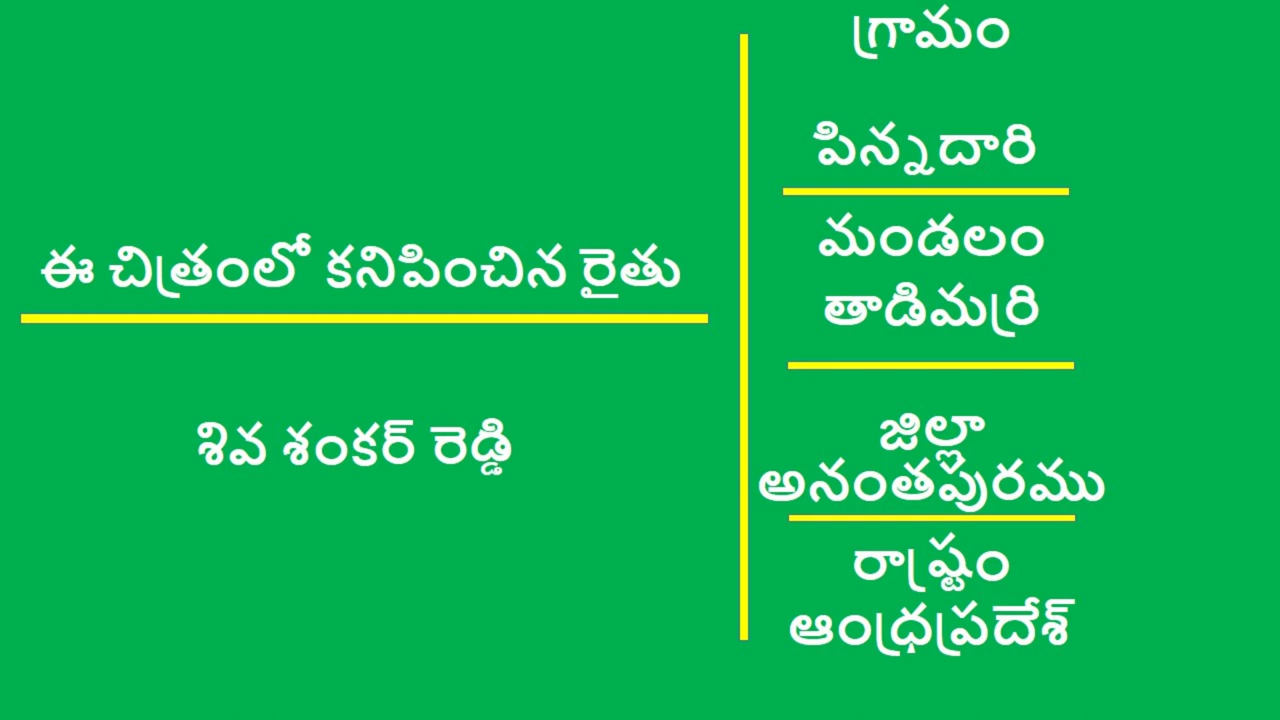 ఈ చిత్రంలో కనిపించిన రైతు
శివ శంకర్ రెడ్డి
గ్రామం
పిన్నదారి
మండలం
తాడిమర్రి
జిల్లా
అనంతపురము
రాష్ట్రం
ఆంధ్రప్రదేశ్